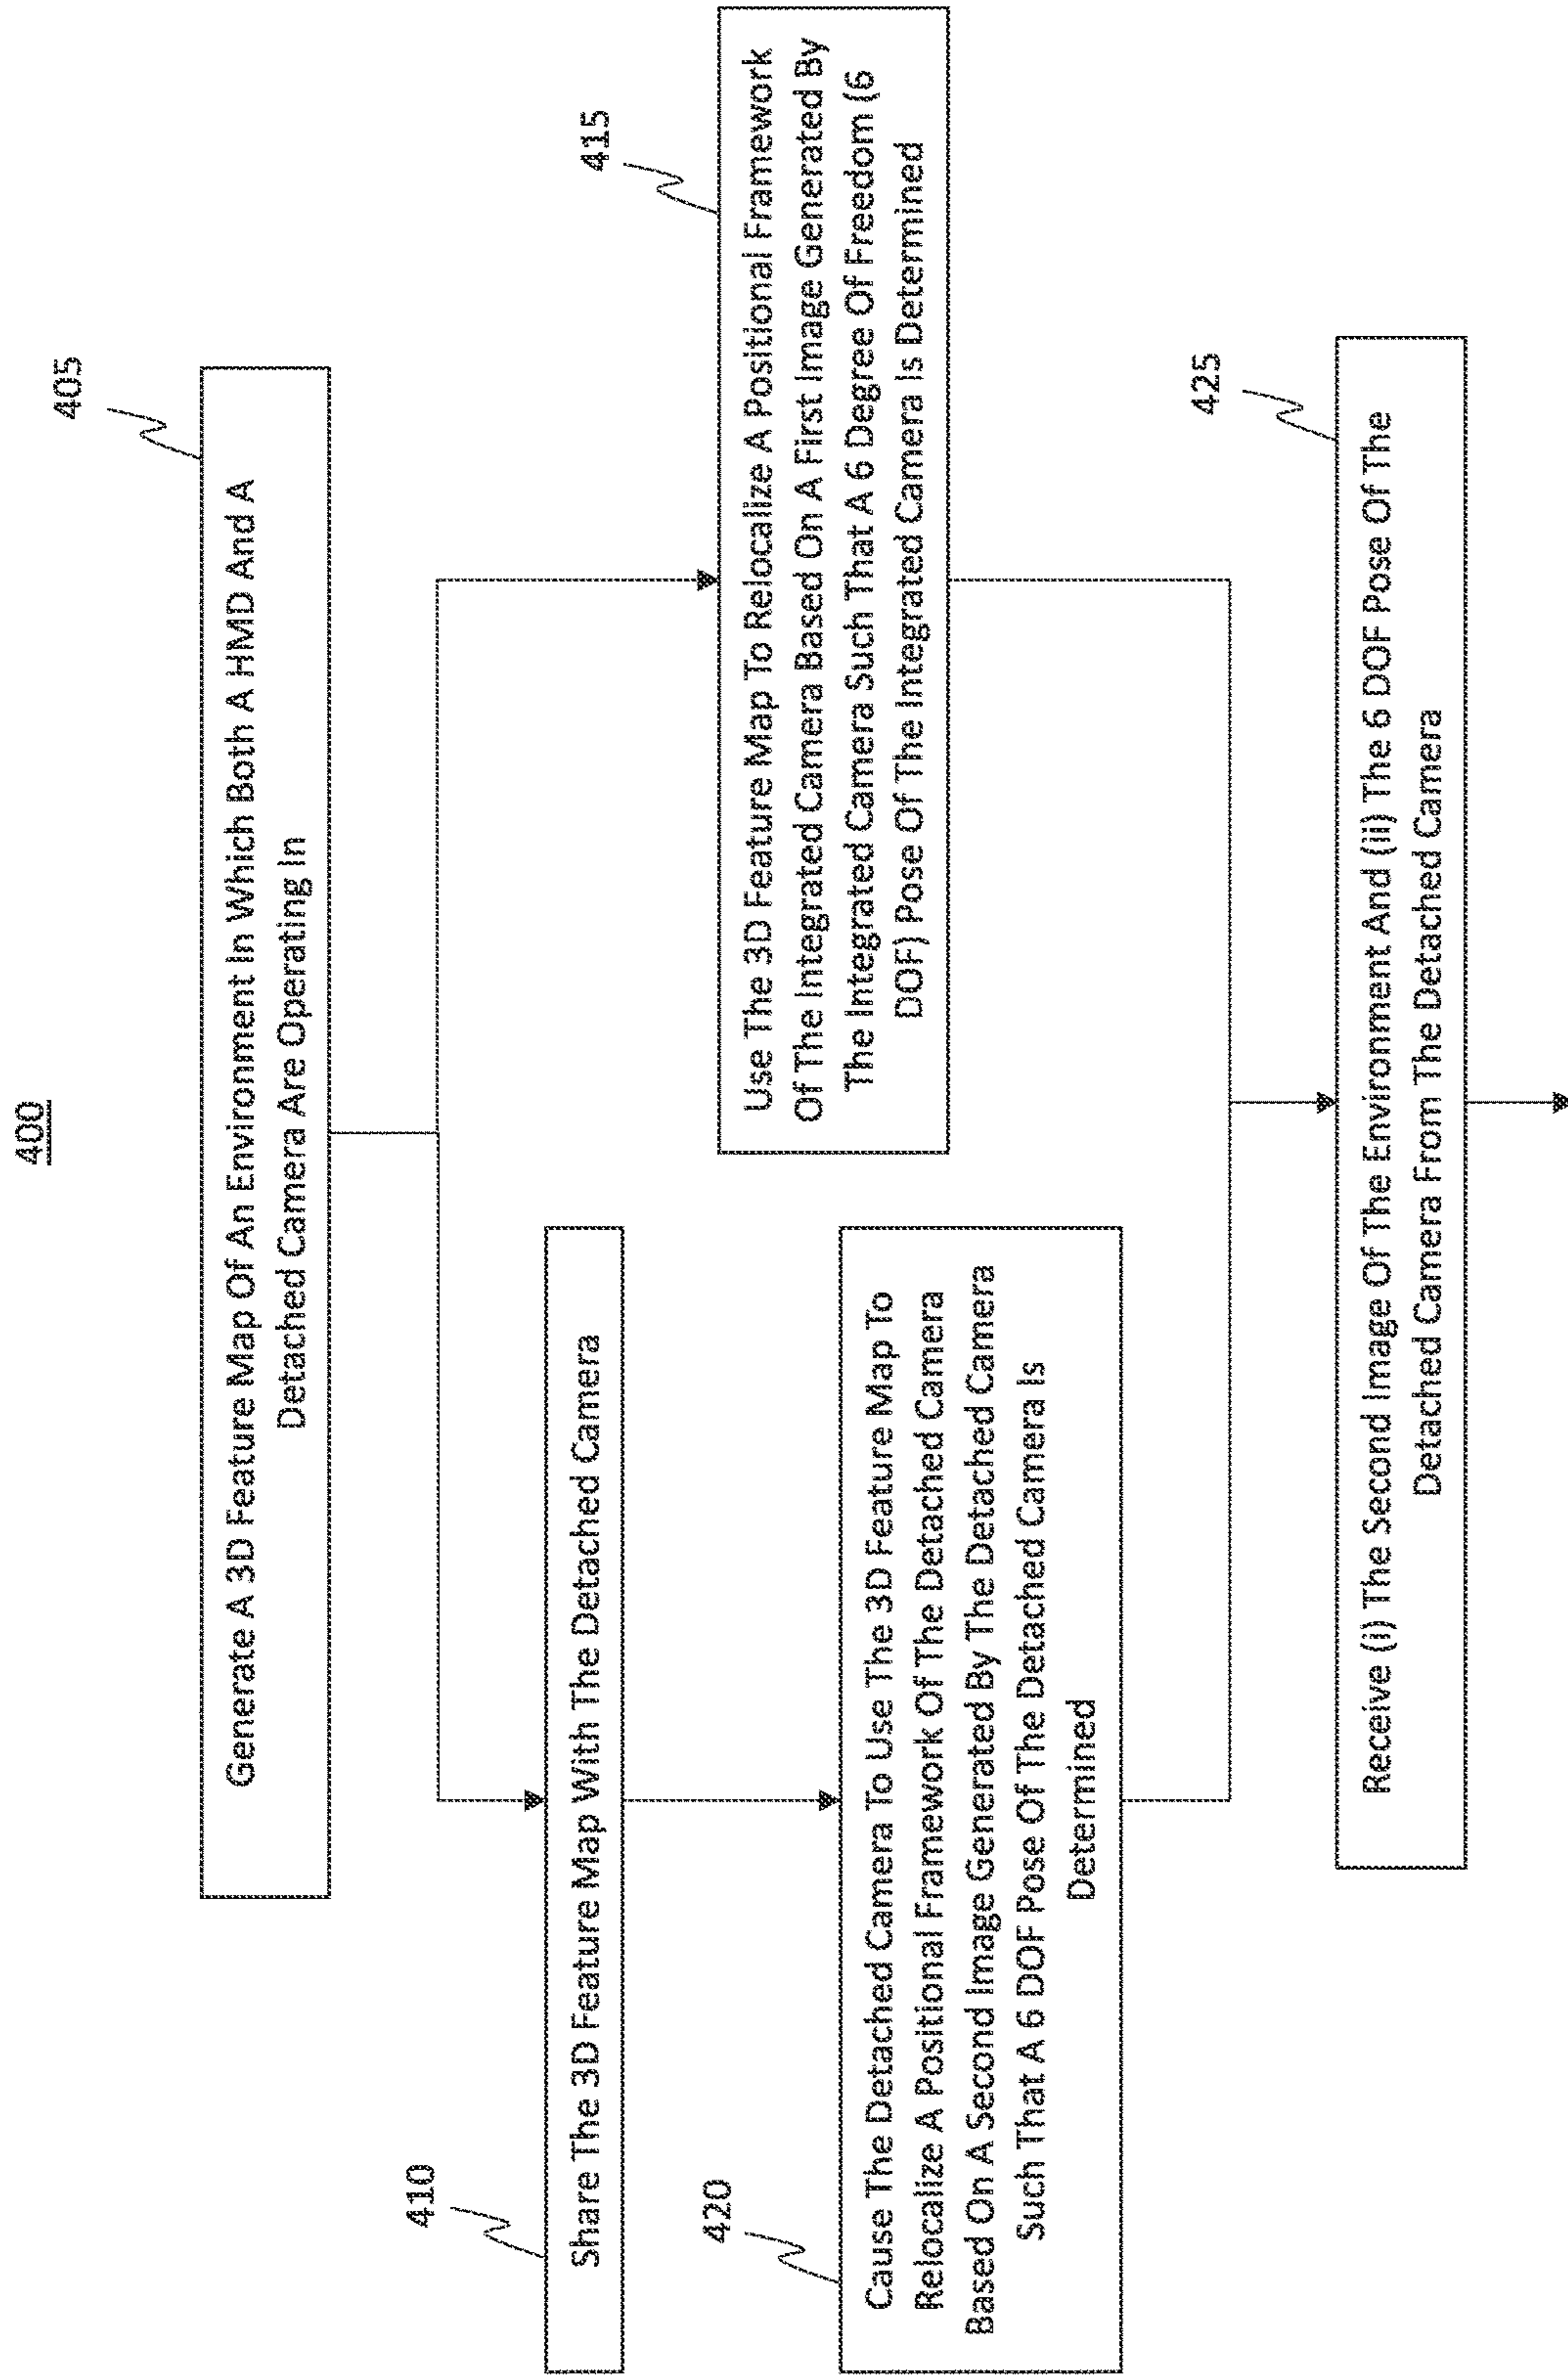 400
405
Generate A 3D Feature Map Of An Environment In Which Both A HMD And A
Detached Camera Are Operating In
410
Share The 3D Feature Map With The Detached Camera
415
Use The 3D Feature Map To Relocalize A Positional Framework
Of The Integrated Camera Based On A First Image Generated By
The Integrated Camera Such That A 6 Degree Of Freedom (6
DOF) Pose Of The Integrated Camera Is Determined
420
Cause The Detached Camera To Use The 3D Feature Map To
Relocalize A Positional Framework Of The Detached Camera
Based On A Second Image Generated By The Detached Camera
Such That A 6 DOF Pose Of The Detached Camera Is
Determined
425
Receive (i) The Second Image Of The Environment And (ii) The 6 DOF Pose Of The
Detached Camera From The Detached Camera